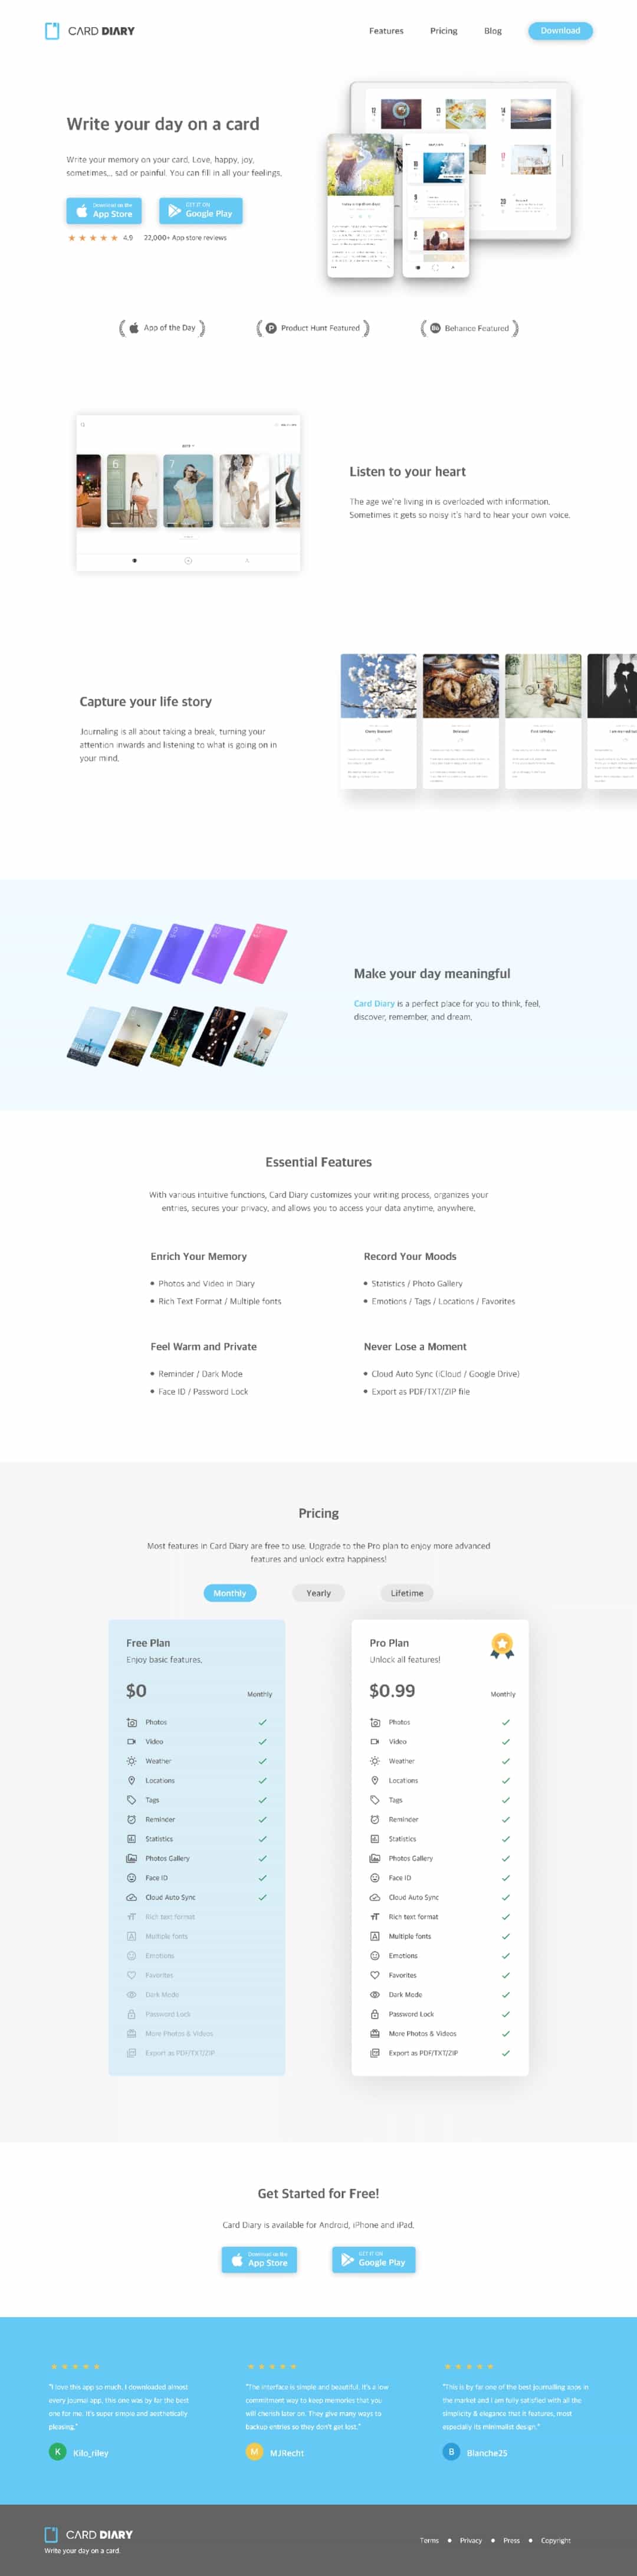 CARD DIARY
Features
Pricing
Blog
Download
Write your day on a card
Write your memory on your card. Love, happy, joy,
sometimes... sad or painful. You can fill in all your feelings.
Download on the
App Store
GET IT ON
Google Play
4.9
22,000+ App store reviews
App of the Day
Product Hunt Featured
Behance Featured
6
7
Listen to your heart
The age we're living in is overloaded with information.
Sometimes it gets so noisy it's hard to hear your own voice.
Capture your life story
Journaling is all about taking a break, turning your
attention inwards and listening to what is going on in
your mind.
Make your day meaningful
Card Diary is a perfect place for you to think, feel,
discover, remember, and dream.
Essential Features
With various intuitive functions, Card Diary customizes your writing process, organizes your
entries, secures your privacy, and allows you to access your data anytime, anywhere.
Enrich Your Memory
• Photos and Video in Diary
• Rich Text Format / Multiple fonts
Record Your Moods
• Statistics / Photo Gallery
• Emotions / Tags / Locations / Favorites
Feel Warm and Private
• Reminder / Dark Mode
• Face ID / Password Lock
Never Lose a Moment
• Cloud Auto Sync (iCloud / Google Drive)
• Export as PDF/TXT/ZIP file
Pricing
Most features in Card Diary are free to use. Upgrade to the Pro plan to enjoy more advanced
features and unlock extra happiness!
Monthly
Yearly
Lifetime
Free Plan
Enjoy basic features.
$0
Monthly
Photos
Video
Weather
Locations
Tags
Reminder
Statistics
Photos Gallery
Face ID
Cloud Auto Sync
Rich text format
Multiple fonts
Emotions
Favorites
Dark Mode
Password Lock
More Photos & Videos
Export as PDF/TXT/ZIP
Pro Plan
Unlock all features!
$0.99
Monthly
Photos
Video
Weather
Locations
Tags
Reminder
Statistics
Photos Gallery
Face ID
Cloud Auto Sync
Rich text format
Multiple fonts
Emotions
Favorites
Dark Mode
Password Lock
More Photos & Videos
Export as PDF/TXT/ZIP
Get Started for Free!
Card Diary is available for Android, iPhone and iPad.
Download on the
App Store
GET IT ON
Google Play
"I love this app so much. I downloaded almost
every journal app, this one was by far the best
one for me. It's super simple and aesthetically
pleasing."
K
Kilo_riley
"The interface is simple and beautiful. It's a low
commitment way to keep memories that you
will cherish later on. They give many ways to
backup entries so they don't get lost."
M
MJRecht
"This is by far one of the best journalling apps in
the market and I am fully satisfied with all the
simplicity & elegance that it features, most
especially its minimalist design."
B
Blanche25
CARD DIARY
Write your day on a card.
Terms • Privacy • Press • Copyright